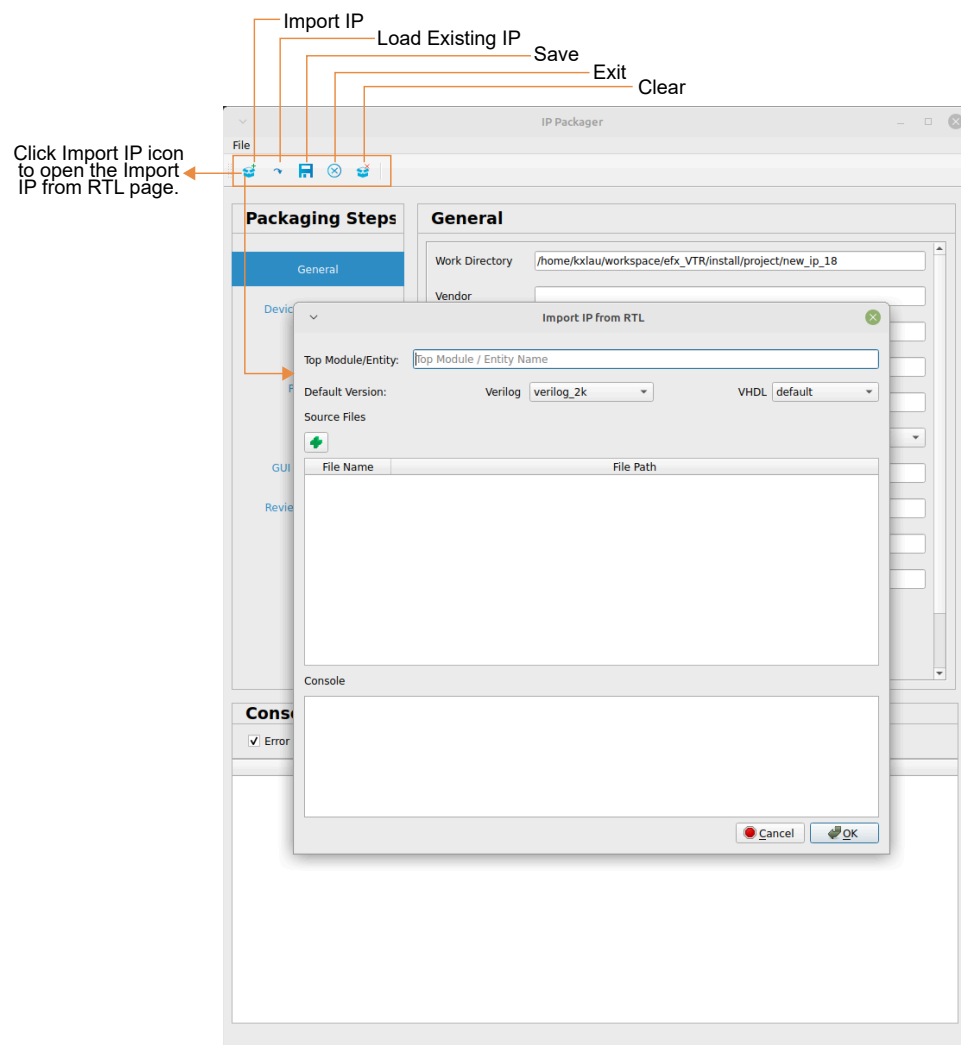 Import IP
Load Existing IP
Save
Exit
Clear
IP Packager
File
Click Import IP icon
to open the Import
IP from RTL page.
Packaging Steps
General
General
Work Directory
/home/kxlau/workspace/efx_VTR/install/project/new_ip_18
Vendor
Import IP from RTL
Top Module/Entity:
Top Module / Entity Name
Default Version:
Verilog
verilog_2k
VHDL
default
Source Files
GUI
File Name
File Path
Console
Error
Cancel
OK